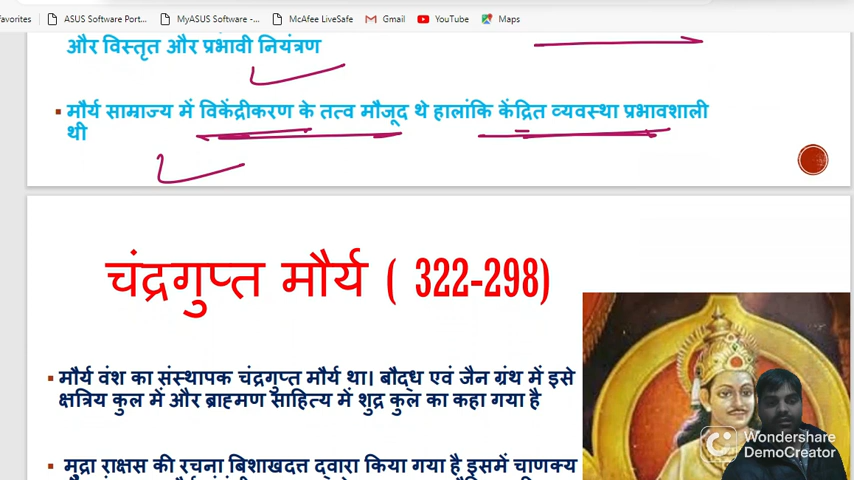 avorites ASUS Software Port... MyASUS Software -... McAfee LiveSafe Gmail YouTube Maps
और विस्तृत और प्रभावी नियंत्रण
मौर्य साम्राज्य में विकेंद्रीकरण के तत्व मौजूद थे हालांकि केंद्रित व्यवस्था प्रभावशाली
थी
चंद्रगुप्त मौर्य ( 322-298)
मौर्य वंश का संस्थापक चंद्रगुप्त मौर्य था। बौद्ध एवं जैन ग्रंथ में इसे
क्षत्रिय कुल में और ब्राह्मण साहित्य में शुद्र कुल का कहा गया है
मुद्रा राक्षस की रचना बिशाखदत्त द्वारा किया गया है इसमें चाणक्य
Wondershare
DemoCreator